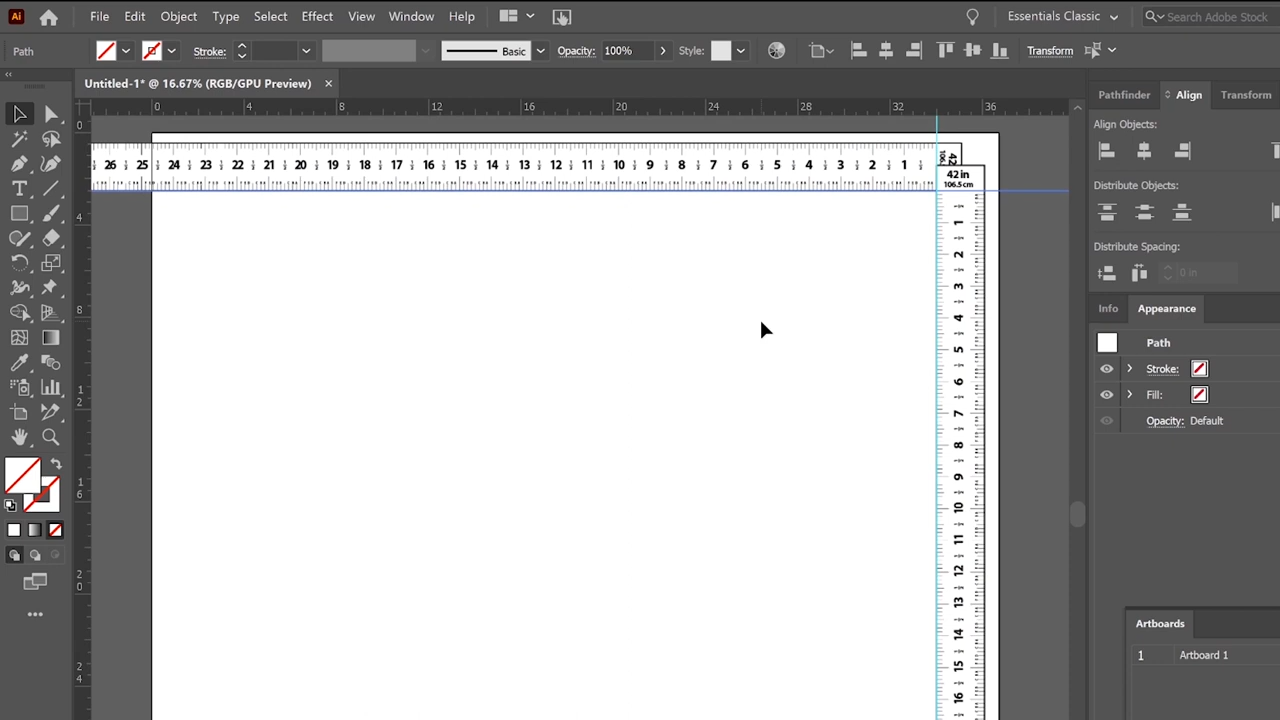 Ai File Edit Object Type Select Effect View Window Help Essentials Classic Search Adobe Stock
Path Stroke: Basic Opacity: 100% Style: Transform
Untitled-1* @ 16.67% (RGB/GPU Preview) ×
0 4 8 12 16 20 24 28 32 36
Pathfinder Align Transform
Align Objects:
26 25 24 23 22 21 20 19 18 17 16 15 14 13 12 11 10 9 8 7 6 5 4 3 2 1
42 in
106.5 cm
Distribute Objects:
Distribute Spacing:
0 in
Appearance
Path
Stroke:
Fill:
Opacity: Default
1
2
3
4
5
6
7
8
9
10
11
12
13
14
15
16
Artboards
1 Artboard 1